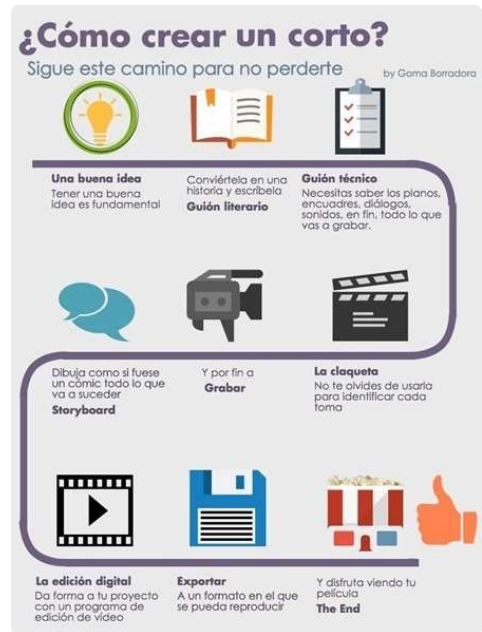 ¿Cómo crear un corto?
Sigue este camino para no perderte
by Goma Borradora
Una buena idea
Tener una buena
idea es fundamental
Conviértela en una
historia y escríbela
Guión literario
Guión técnico
Necesitas saber los planos,
encuadres, diálogos,
sonidos, en fin, todo lo que
vas a grabar.
Dibuja como si fuese
un cómic todo lo que
va a suceder
Storyboard
Y por fin a
Grabar
La claqueta
No te olvides de usarla
para identificar cada
toma
La edición digital
Da forma a tu proyecto
con un programa de
edición de vídeo
Exportar
A un formato en el que
se pueda reproducir
Y disfruta viendo tu
película
The End